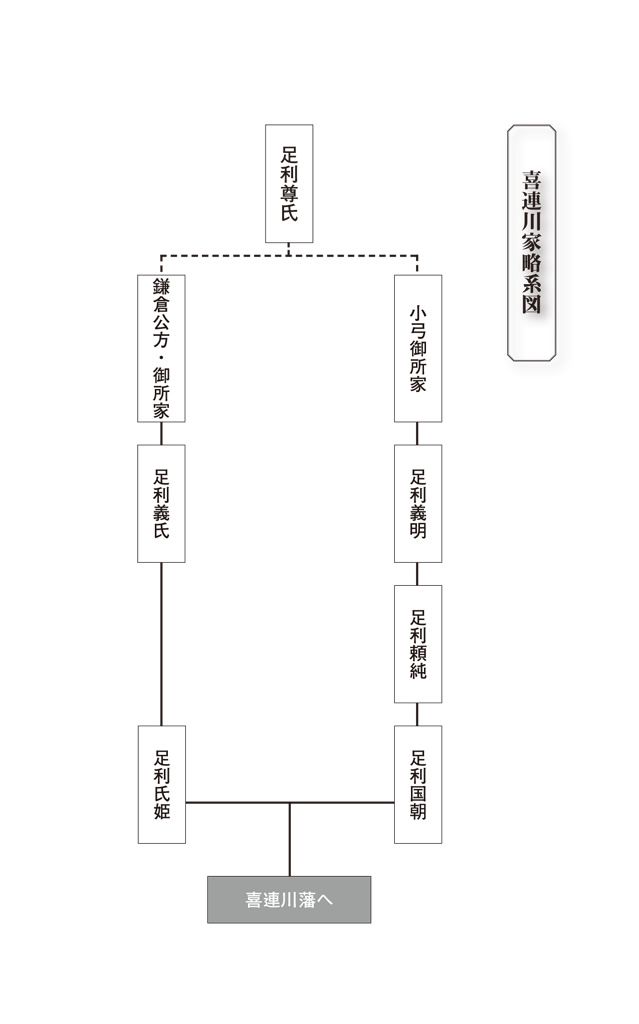 喜連川家略系図
足利尊氏
小弓御所家
鎌倉公方・御所家
足利義明
足利義氏
足利頼純
足利国朝
足利氏姫
喜連川藩へ